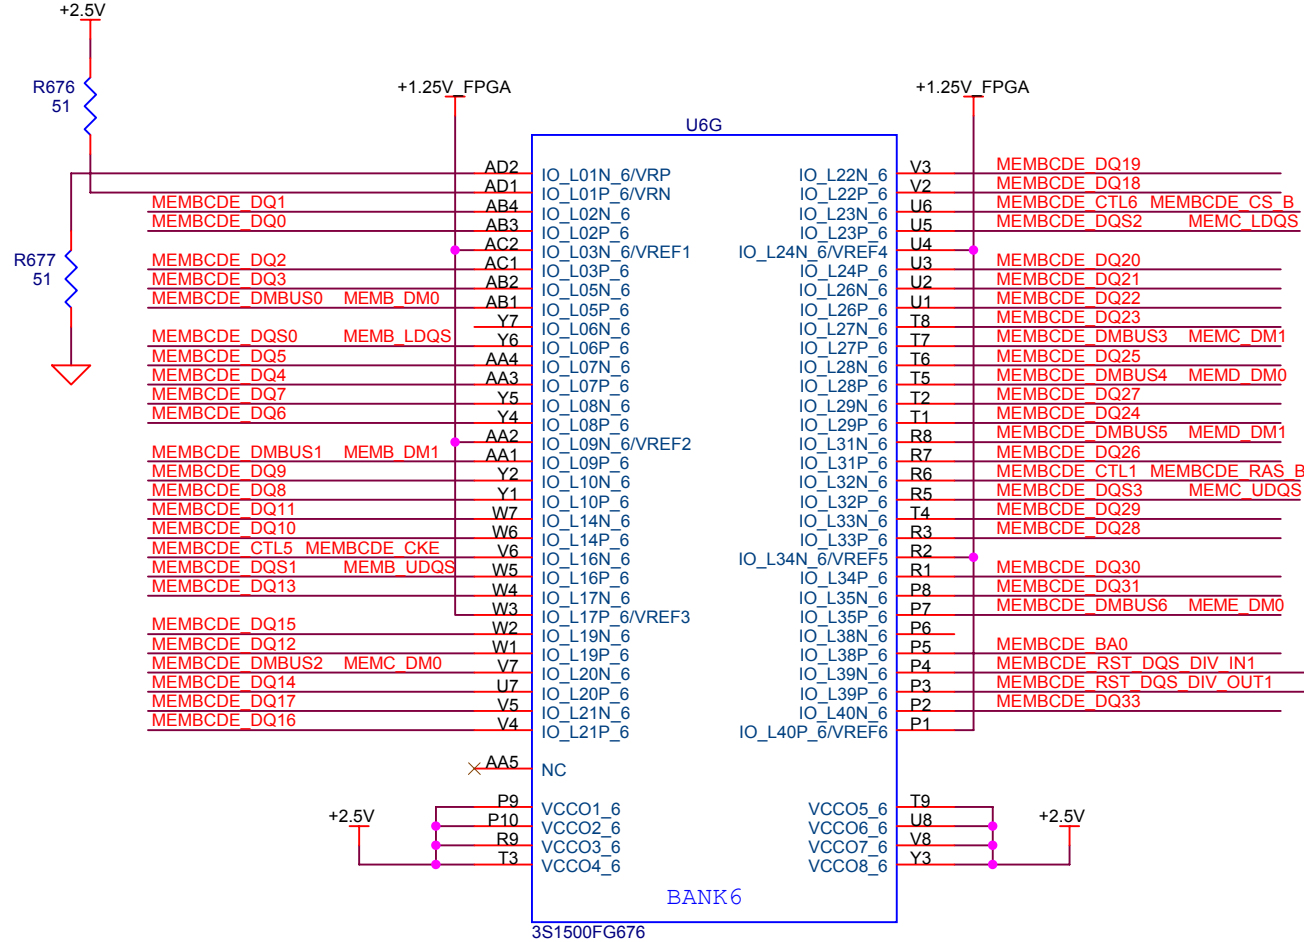 +2.5V
R676
51
+1.25V_FPGA
+1.25V_FPGA
U6G
AD2 IO_L01N_6/VRP IO_L22N_6 V3 MEMBCDE_DQ19
AD1 IO_L01P_6/VRN IO_L22P_6 V2 MEMBCDE_DQ18
MEMBCDE_DQ1 AB4 IO_L02N_6 IO_L23N_6 U6 MEMBCDE_CTL6 MEMBCDE_CS_B
MEMBCDE_DQ0 AB3 IO_L02P_6 IO_L23P_6 U5 MEMBCDE_DQS2 MEMC_LDQS
AC2 IO_L03N_6/VREF1 IO_L24N_6/VREF4 U4
R677
51
MEMBCDE_DQ2 AC1 IO_L03P_6 IO_L24P_6 U3 MEMBCDE_DQ20
MEMBCDE_DQ3 AB2 IO_L05N_6 IO_L26N_6 U2 MEMBCDE_DQ21
MEMBCDE_DMBUS0 MEMB_DM0 AB1 IO_L05P_6 IO_L26P_6 U1 MEMBCDE_DQ22
Y7 IO_L06N_6 IO_L27N_6 T8 MEMBCDE_DQ23
MEMBCDE_DQS0 MEMB_LDQS Y6 IO_L06P_6 IO_L27P_6 T7 MEMBCDE_DMBUS3 MEMC_DM1
MEMBCDE_DQ5 AA4 IO_L07N_6 IO_L28N_6 T6 MEMBCDE_DQ25
MEMBCDE_DQ4 AA3 IO_L07P_6 IO_L28P_6 T5 MEMBCDE_DMBUS4 MEMD_DM0
MEMBCDE_DQ7 Y5 IO_L08N_6 IO_L29N_6 T2 MEMBCDE_DQ27
MEMBCDE_DQ6 Y4 IO_L08P_6 IO_L29P_6 T1 MEMBCDE_DQ24
AA2 IO_L09N_6/VREF2 IO_L31N_6 R8 MEMBCDE_DMBUS5 MEMD_DM1
MEMBCDE_DMBUS1 MEMB_DM1 AA1 IO_L09P_6 IO_L31P_6 R7 MEMBCDE_DQ26
MEMBCDE_DQ9 Y2 IO_L10N_6 IO_L32N_6 R6 MEMBCDE_CTL1 MEMBCDE_RAS_B
MEMBCDE_DQ8 Y1 IO_L10P_6 IO_L32P_6 R5 MEMBCDE_DQS3 MEMC_UDQS
MEMBCDE_DQ11 W7 IO_L14N_6 IO_L33N_6 T4 MEMBCDE_DQ29
MEMBCDE_DQ10 W6 IO_L14P_6 IO_L33P_6 R3 MEMBCDE_DQ28
MEMBCDE_CTL5 MEMBCDE_CKE V6 IO_L16N_6 IO_L34N_6/VREF5 R2
MEMBCDE_DQS1 MEMB_UDQS W5 IO_L16P_6 IO_L34P_6 R1 MEMBCDE_DQ30
MEMBCDE_DQ13 W4 IO_L17N_6 IO_L35N_6 P8 MEMBCDE_DQ31
W3 IO_L17P_6/VREF3 IO_L35P_6 P7 MEMBCDE_DMBUS6 MEME_DM0
MEMBCDE_DQ15 W2 IO_L19N_6 IO_L38N_6 P6
MEMBCDE_DQ12 W1 IO_L19P_6 IO_L38P_6 P5 MEMBCDE_BA0
MEMBCDE_DMBUS2 MEMC_DM0 V7 IO_L20N_6 IO_L39N_6 P4 MEMBCDE_RST_DQS_DIV_IN1
MEMBCDE_DQ14 U7 IO_L20P_6 IO_L39P_6 P3 MEMBCDE_RST_DQS_DIV_OUT1
MEMBCDE_DQ17 V5 IO_L21N_6 IO_L40N_6 P2 MEMBCDE_DQ33
MEMBCDE_DQ16 V4 IO_L21P_6 IO_L40P_6/VREF6 P1
AA5 NC
P9 VCCO1_6 VCCO5_6 T9
+2.5V P10 VCCO2_6 VCCO6_6 U8 +2.5V
R9 VCCO3_6 VCCO7_6 V8
T3 VCCO4_6 VCCO8_6 Y3
BANK6
3S1500FG676